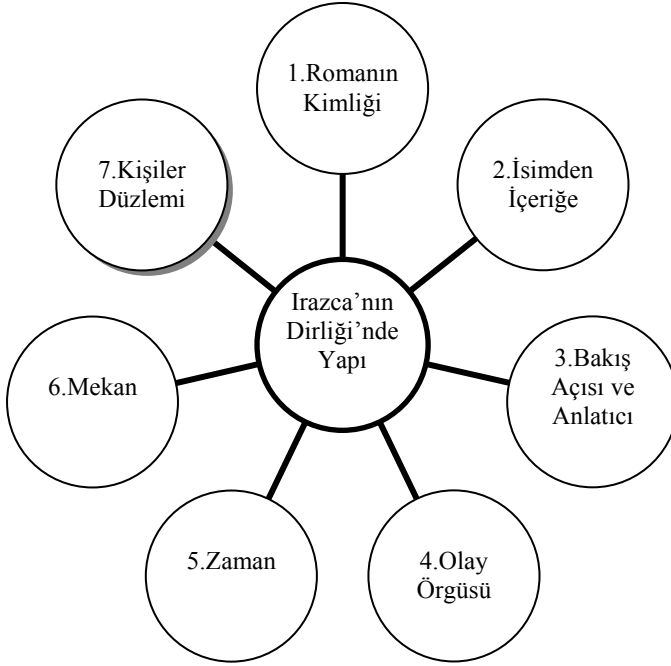 1.Romanın
Kimliği
2.İsimden
İçeriğe
3.Bakış
Açısı ve
Anlatıcı
4.Olay
Örgüsü
5.Zaman
6.Mekan
7.Kişiler
Düzlemi
Irazca’nın
Dirliği’nde
Yapı